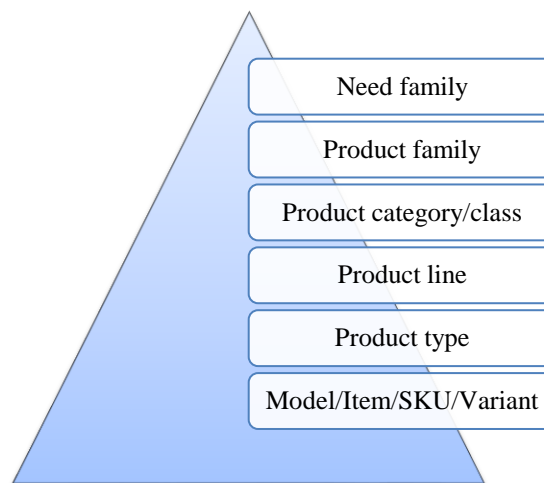 Need family
Product family
Product category/class
Product line
Product type
Model/Item/SKU/Variant